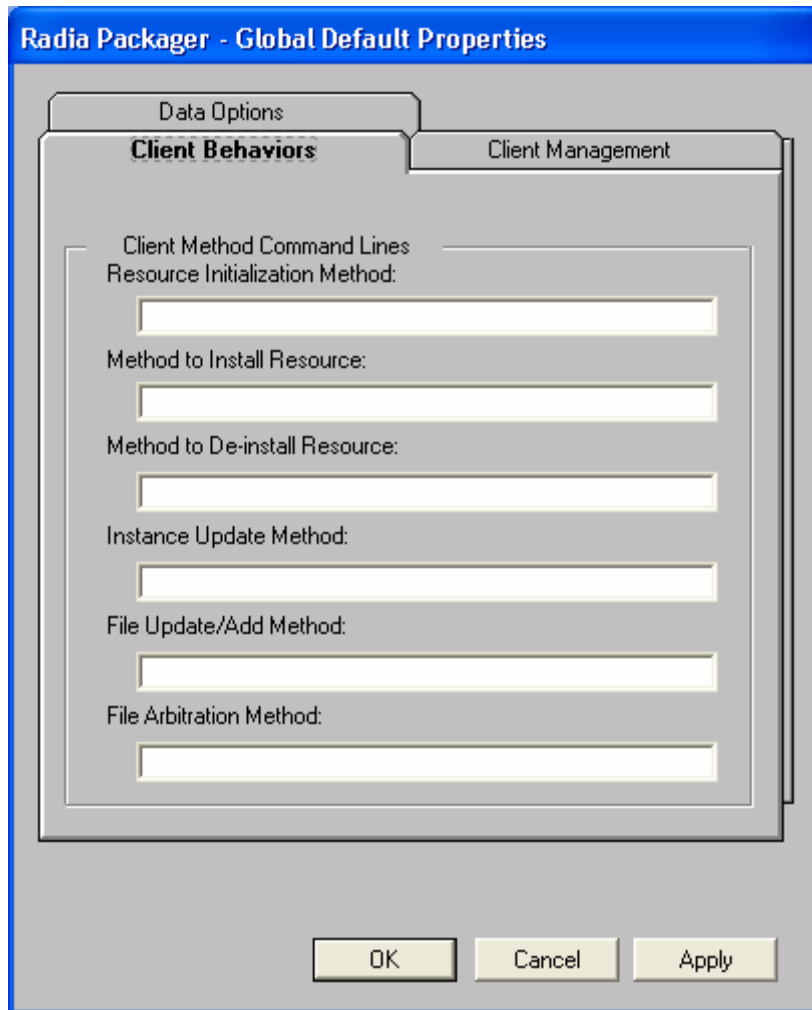 Radia Packager - Global Default Properties
Data Options
Client Behaviors
Client Management
Client Method Command Lines
Resource Initialization Method:
Method to Install Resource:
Method to De-install Resource:
Instance Update Method:
File Update/Add Method:
File Arbitration Method:
OK
Cancel
Apply